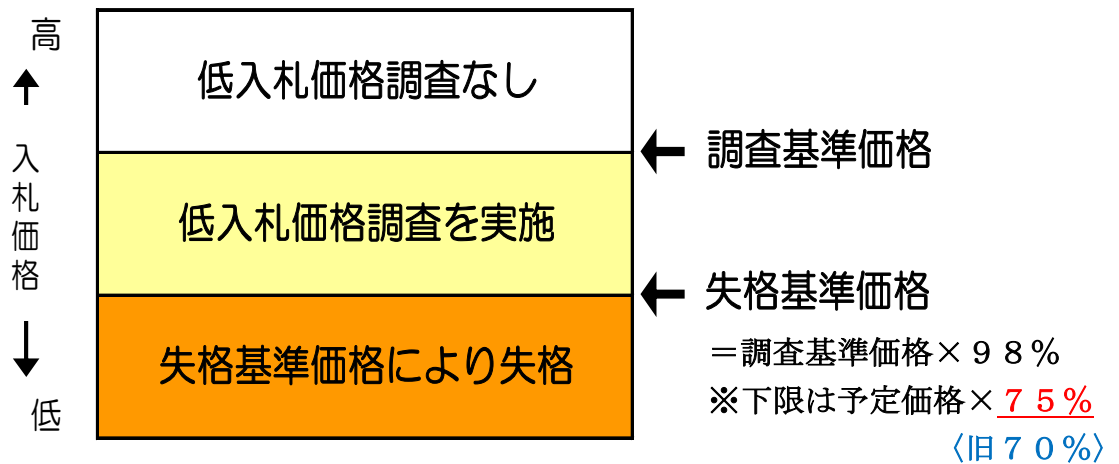 高
入札価格
低
低入札価格調査なし
低入札価格調査を実施
失格基準価格により失格
調査基準価格
失格基準価格
＝調査基準価格×９８％
※下限は予定価格×７５％
〈旧７０％〉